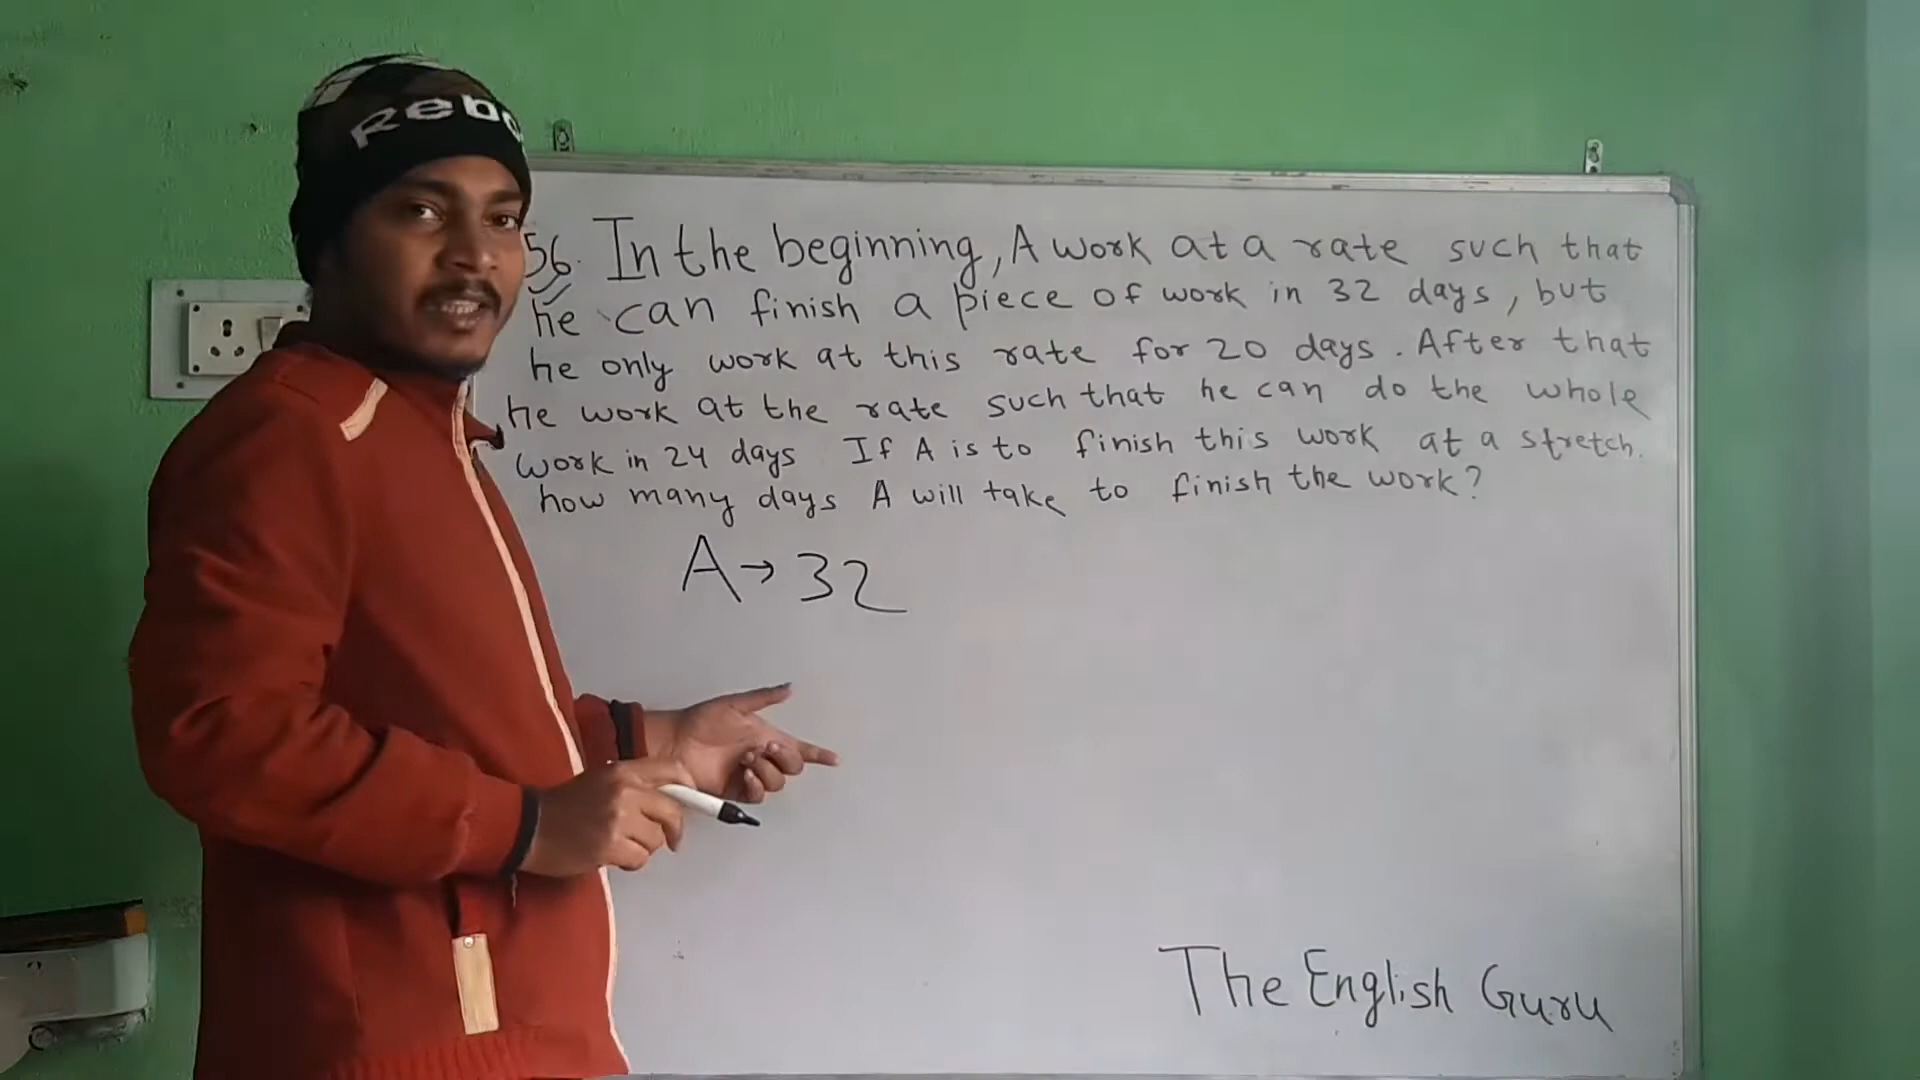 Rebo
56. In the beginning, A work at a rate such that
he can finish a piece of work in 32 days, but
he only work at this rate for 20 days. After that
he work at the rate such that he can do the whole
work in 24 days If A is to finish this work at a stretch.
how many days A will take to finish the work?
A→32
The English Guru